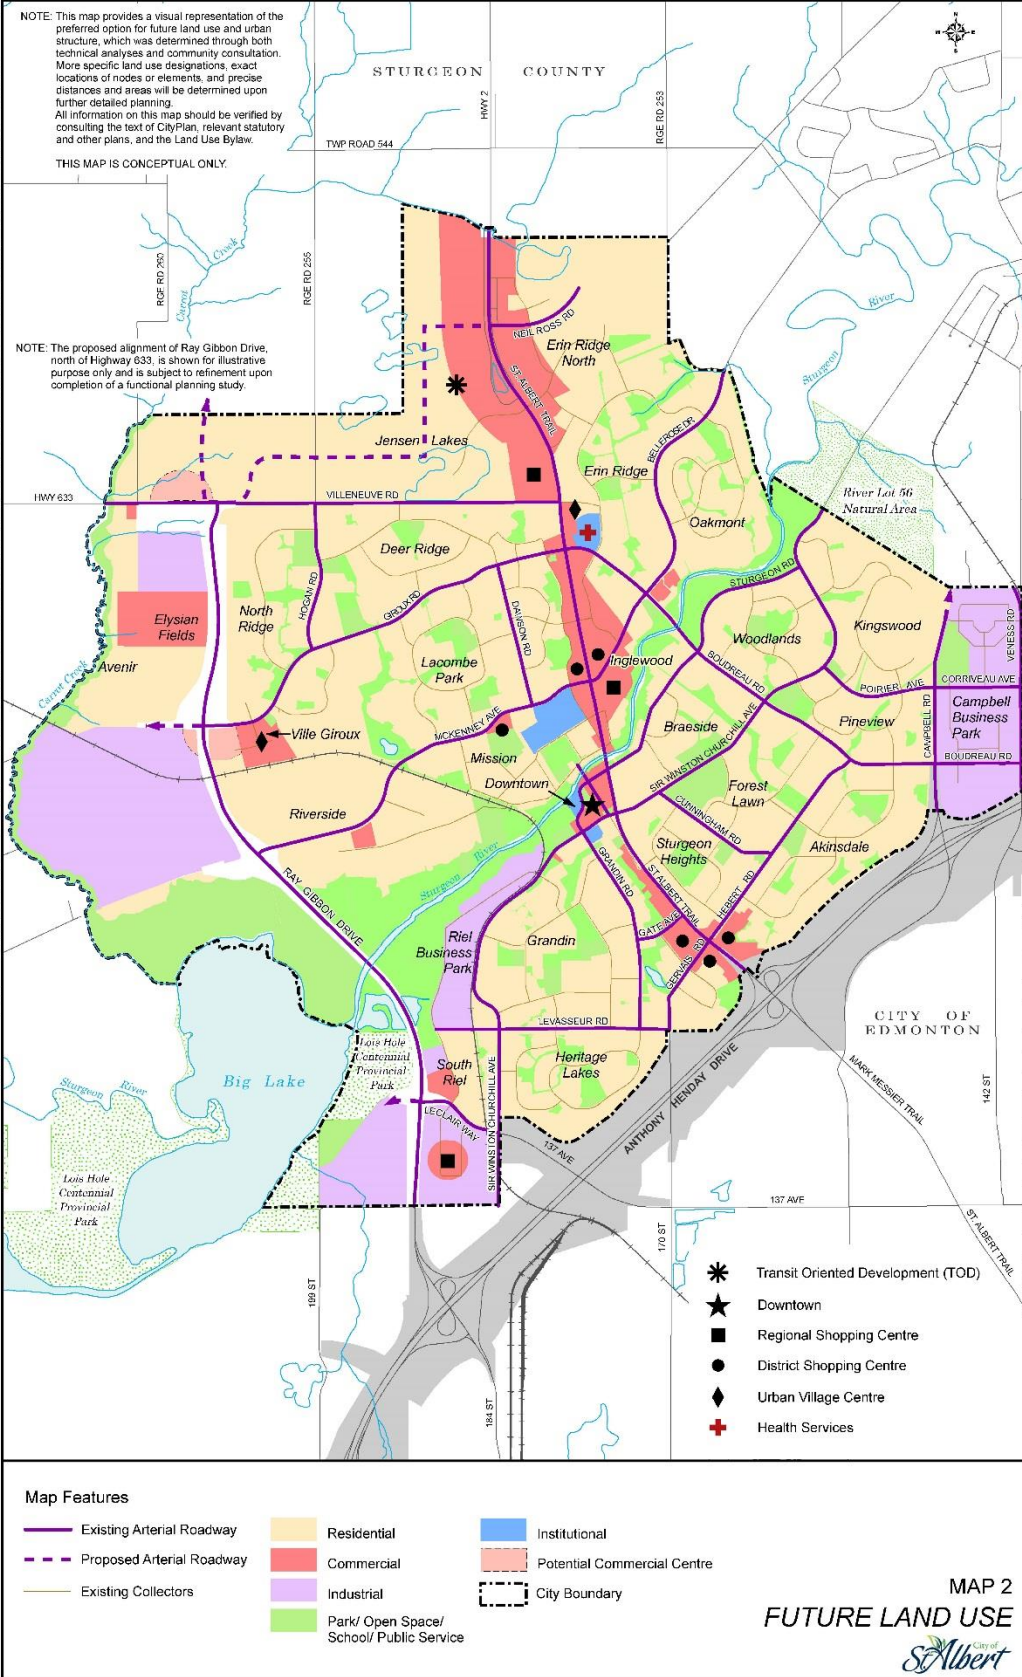 NOTE: This map provides a visual representation of the
preferred option for future land use and urban
structure, which was determined through both
technical analyses and community consultation.
More specific land use designations, exact
locations of nodes or elements, and precise
distances and areas will be determined upon
further detailed planning.
All information on this map should be verified by
consulting the text of CityPlan, relevant statutory
and other plans, and the Land Use Bylaw.
THIS MAP IS CONCEPTUAL ONLY.
N
W
E
S
STURGEON COUNTY
HWY 2
RGE RD 253
TWP ROAD 544
RGE RD 260
RGE RD 255
Carrot Creek
River
Sturgeon
NOTE: The proposed alignment of Ray Gibbon Drive,
north of Highway 633, is shown for illustrative
purpose only and is subject to refinement upon
completion of a functional planning study.
NEIL ROSS RD
Erin Ridge
North
ST. ALBERT TRAIL
Jensen Lakes
BELLEROSE DR
Erin Ridge
HWY 633
VILLENEUVE RD
River Lot 56
Natural Area
Oakmont
Deer Ridge
HOGAN RD
GIROUX RD
DAWSON RD
STURGEON RD
North
Ridge
Elysian
Fields
Woodlands
Kingswood
VENESS RD
Carrot Creek
Avenir
Lacombe
Park
Inglewood
BOUDREAU RD
POIRIER AVE
CORRIVEAU AVE
CAMPBELL RD
Campbell
Business
Park
Ville Giroux
MCKENNEY AVE
Braeside
Pineview
SIR WINSTON CHURCHILL AVE
BOUDREAU RD
Mission
Downtown
Forest
Lawn
CUNNINGHAM RD
Riverside
Sturgeon
Heights
Akinsdale
Sturgeon
River
GRANDIN RD
ST. ALBERT TRAIL
HEBERT RD
RAY GIBBON DRIVE
Riel
Business
Park
Grandin
GATE AVE
GERVAIS RD
LEVASSEUR RD
CITY OF
EDMONTON
Lois Hole
Centennial
Provincial
Park
South
Riel
Heritage
Lakes
Big Lake
Sturgeon River
ANTHONY HENDAY DRIVE
MARK MESSIER TRAIL
142 ST
LECLAIR WAY
SIR WINSTON CHURCHILL AVE
137 AVE
Lois Hole
Centennial
Provincial
Park
137 AVE
ST. ALBERT TRAIL
170 ST
199 ST
184 ST
Transit Oriented Development (TOD)
Downtown
Regional Shopping Centre
District Shopping Centre
Urban Village Centre
Health Services
Map Features
Existing Arterial Roadway
Proposed Arterial Roadway
Existing Collectors
Residential
Commercial
Industrial
Park/ Open Space/
School/ Public Service
Institutional
Potential Commercial Centre
City Boundary
MAP 2
FUTURE LAND USE
City of
St. Albert